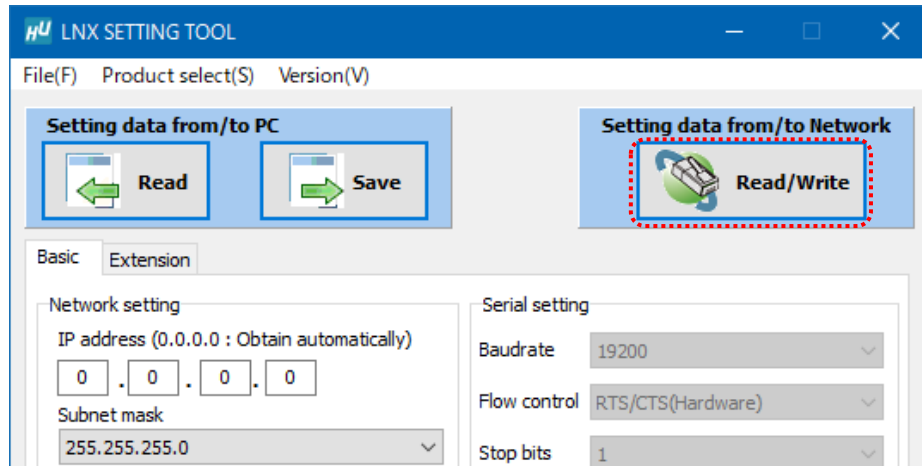 HU LNX SETTING TOOL
File(F) Product select(S) Version(V)
Setting data from/to PC
Read
Save
Setting data from/to Network
Read/Write
Basic
Extension
Network setting
IP address (0.0.0.0 : Obtain automatically)
0 . 0 . 0 . 0
Subnet mask
255.255.255.0
Serial setting
Baudrate 19200
Flow control RTS/CTS(Hardware)
Stop bits 1